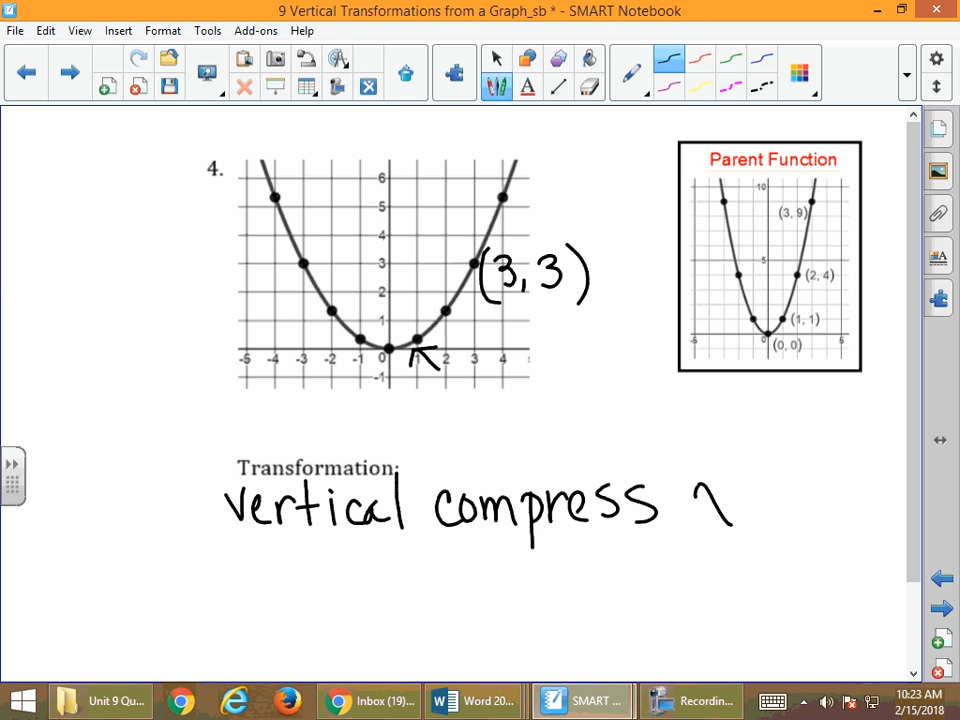 9 Vertical Transformations from a Graph_sb * - SMART Notebook
File Edit View Insert Format Tools Add-ons Help
4.
6
5
4
3
2
1
-5 -4 -3 -2 -1 0 1 2 3 4
-1
(3, 3)
Parent Function
10
(3, 9)
5
(2, 4)
(1, 1)
0
(0, 0)
Transformation:
vertical compress
Unit 9 Qu...
Inbox (19)...
Word 20...
SMART ...
Recordin...
10:23 AM
2/15/2018